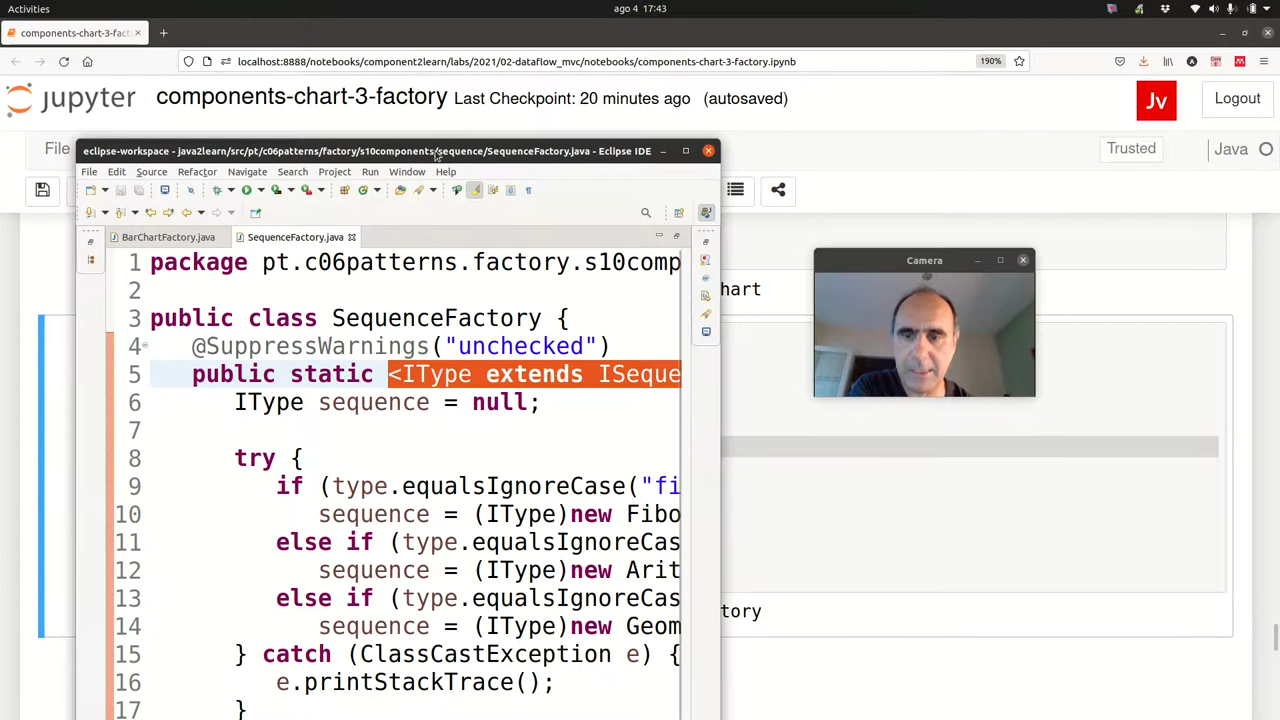 Activities
ago 4 17:43
components-chart-3-fact
localhost:8888/notebooks/component2learn/labs/2021/02-dataflow_mvc/notebooks/components-chart-3-factory.ipynb
190%
jupyter components-chart-3-factory Last Checkpoint: 20 minutes ago (autosaved)
Jv
Logout
File
Trusted
Java
eclipse-workspace - java2learn/src/pt/c06patterns/factory/s10components/sequence/SequenceFactory.java - Eclipse IDE
File Edit Source Refactor Navigate Search Project Run Window Help
BarChartFactory.java
SequenceFactory.java
1 package pt.c06patterns.factory.s10comp
2
3 public class SequenceFactory {
4 @SuppressWarnings("unchecked")
5 public static <IType extends ISeque
6 IType sequence = null;
7
8 try {
9 if (type.equalsIgnoreCase("fi
10 sequence = (IType)new Fibo
11 else if (type.equalsIgnoreCas
12 sequence = (IType)new Arit
13 else if (type.equalsIgnoreCas
14 sequence = (IType)new Geom
15 } catch (ClassCastException e) {
16 e.printStackTrace();
17 }
hart
Camera
tory